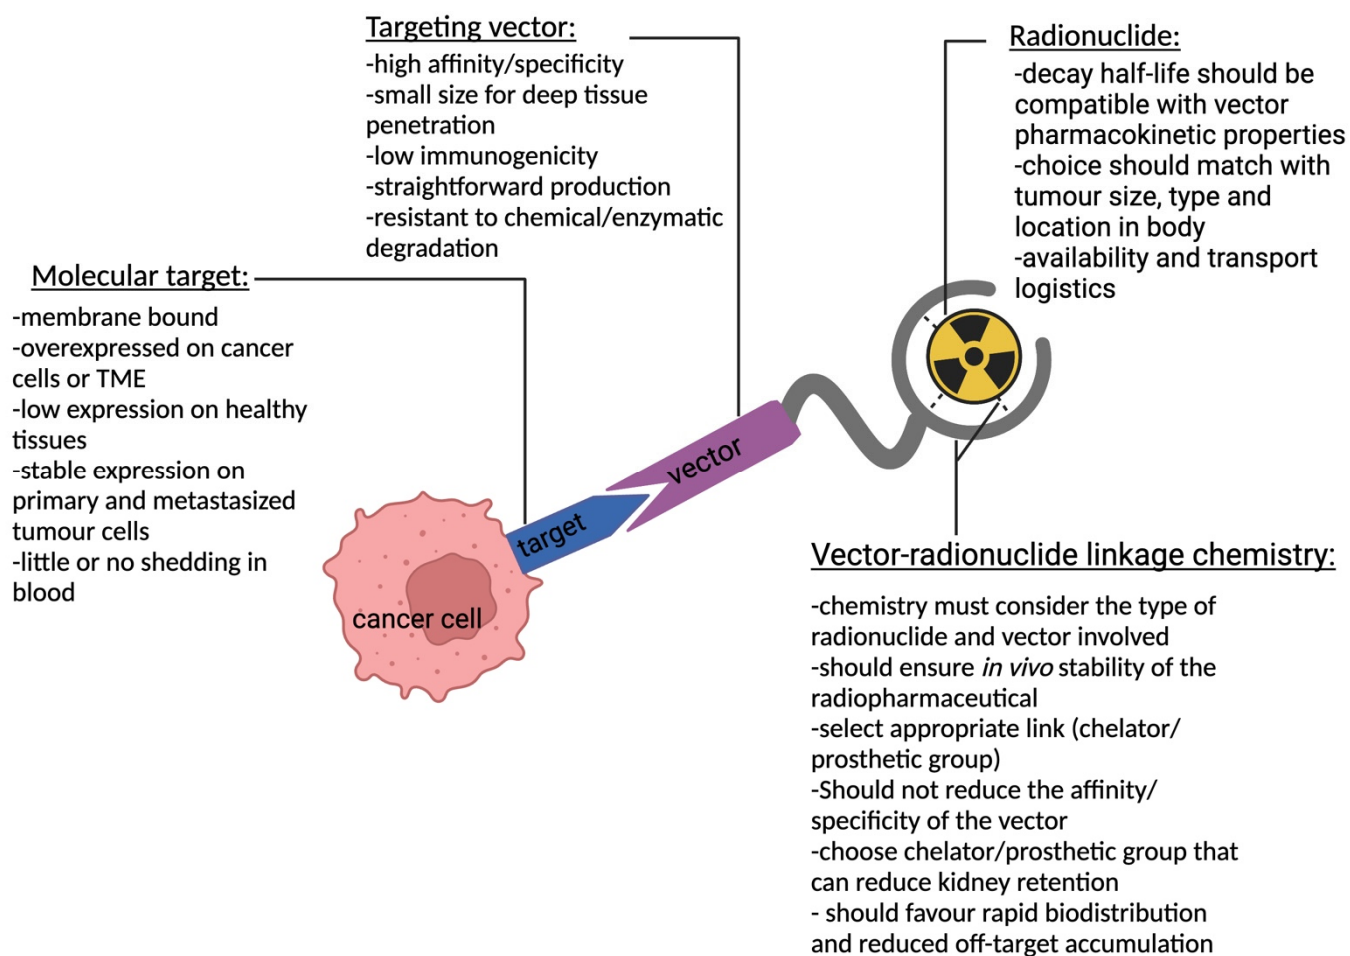 Targeting vector:
-high affinity/specificity
-small size for deep tissue
penetration
-low immunogenicity
-straightforward production
-resistant to chemical/enzymatic
degradation
Radionuclide:
-decay half-life should be
compatible with vector
pharmacokinetic properties
-choice should match with
tumour size, type and
location in body
-availability and transport
logistics
Molecular target:
-membrane bound
-overexpressed on cancer
cells or TME
-low expression on healthy
tissues
-stable expression on
primary and metastasized
tumour cells
-little or no shedding in
blood
vector
target
cancer cell
Vector-radionuclide linkage chemistry:
-chemistry must consider the type of
radionuclide and vector involved
-should ensure in vivo stability of the
radiopharmaceutical
-select appropriate link (chelator/
prosthetic group)
-Should not reduce the affinity/
specificity of the vector
-choose chelator/prosthetic group that
can reduce kidney retention
- should favour rapid biodistribution
and reduced off-target accumulation